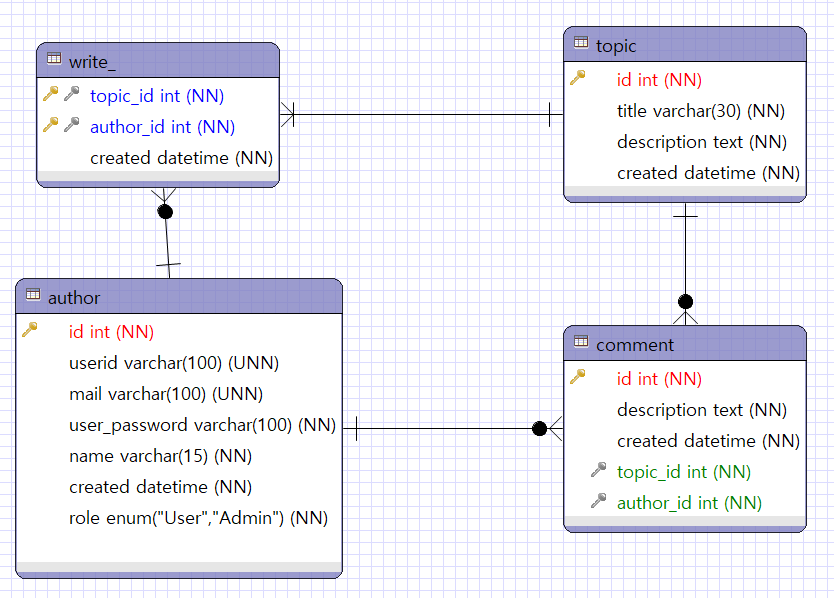 write_
topic_id int (NN)
author_id int (NN)
created datetime (NN)
topic
id int (NN)
title varchar(30) (NN)
description text (NN)
created datetime (NN)
author
id int (NN)
userid varchar(100) (UNN)
mail varchar(100) (UNN)
user_password varchar(100) (NN)
name varchar(15) (NN)
created datetime (NN)
role enum("User","Admin") (NN)
comment
id int (NN)
description text (NN)
created datetime (NN)
topic_id int (NN)
author_id int (NN)